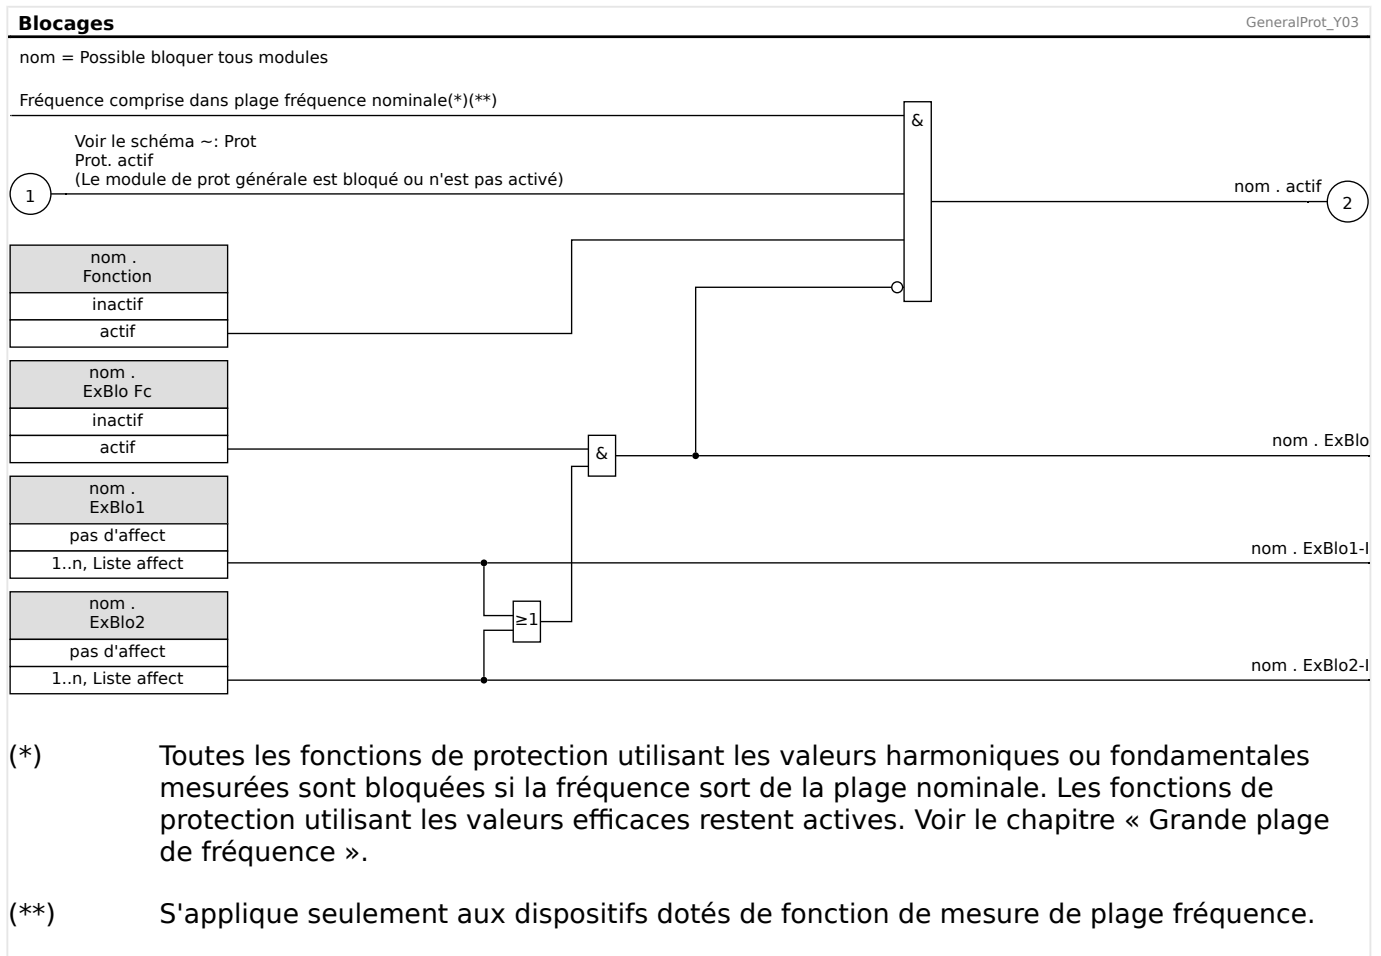 Blocages
GeneralProt_Y03
nom = Possible bloquer tous modules
Fréquence comprise dans plage fréquence nominale(*)(**)
&
Voir le schéma ~: Prot
Prot. actif
(Le module de prot générale est bloqué ou n'est pas activé)
1
nom . actif
2
nom .
Fonction
inactif
actif
nom .
ExBlo Fc
inactif
actif
&
nom . ExBlo
nom .
ExBlo1
pas d'affect
1..n, Liste affect
nom . ExBlo1-I
nom .
ExBlo2
≥1
pas d'affect
1..n, Liste affect
nom . ExBlo2-I
(*) Toutes les fonctions de protection utilisant les valeurs harmoniques ou fondamentales
mesurées sont bloquées si la fréquence sort de la plage nominale. Les fonctions de
protection utilisant les valeurs efficaces restent actives. Voir le chapitre « Grande plage
de fréquence ».
(**) S'applique seulement aux dispositifs dotés de fonction de mesure de plage fréquence.